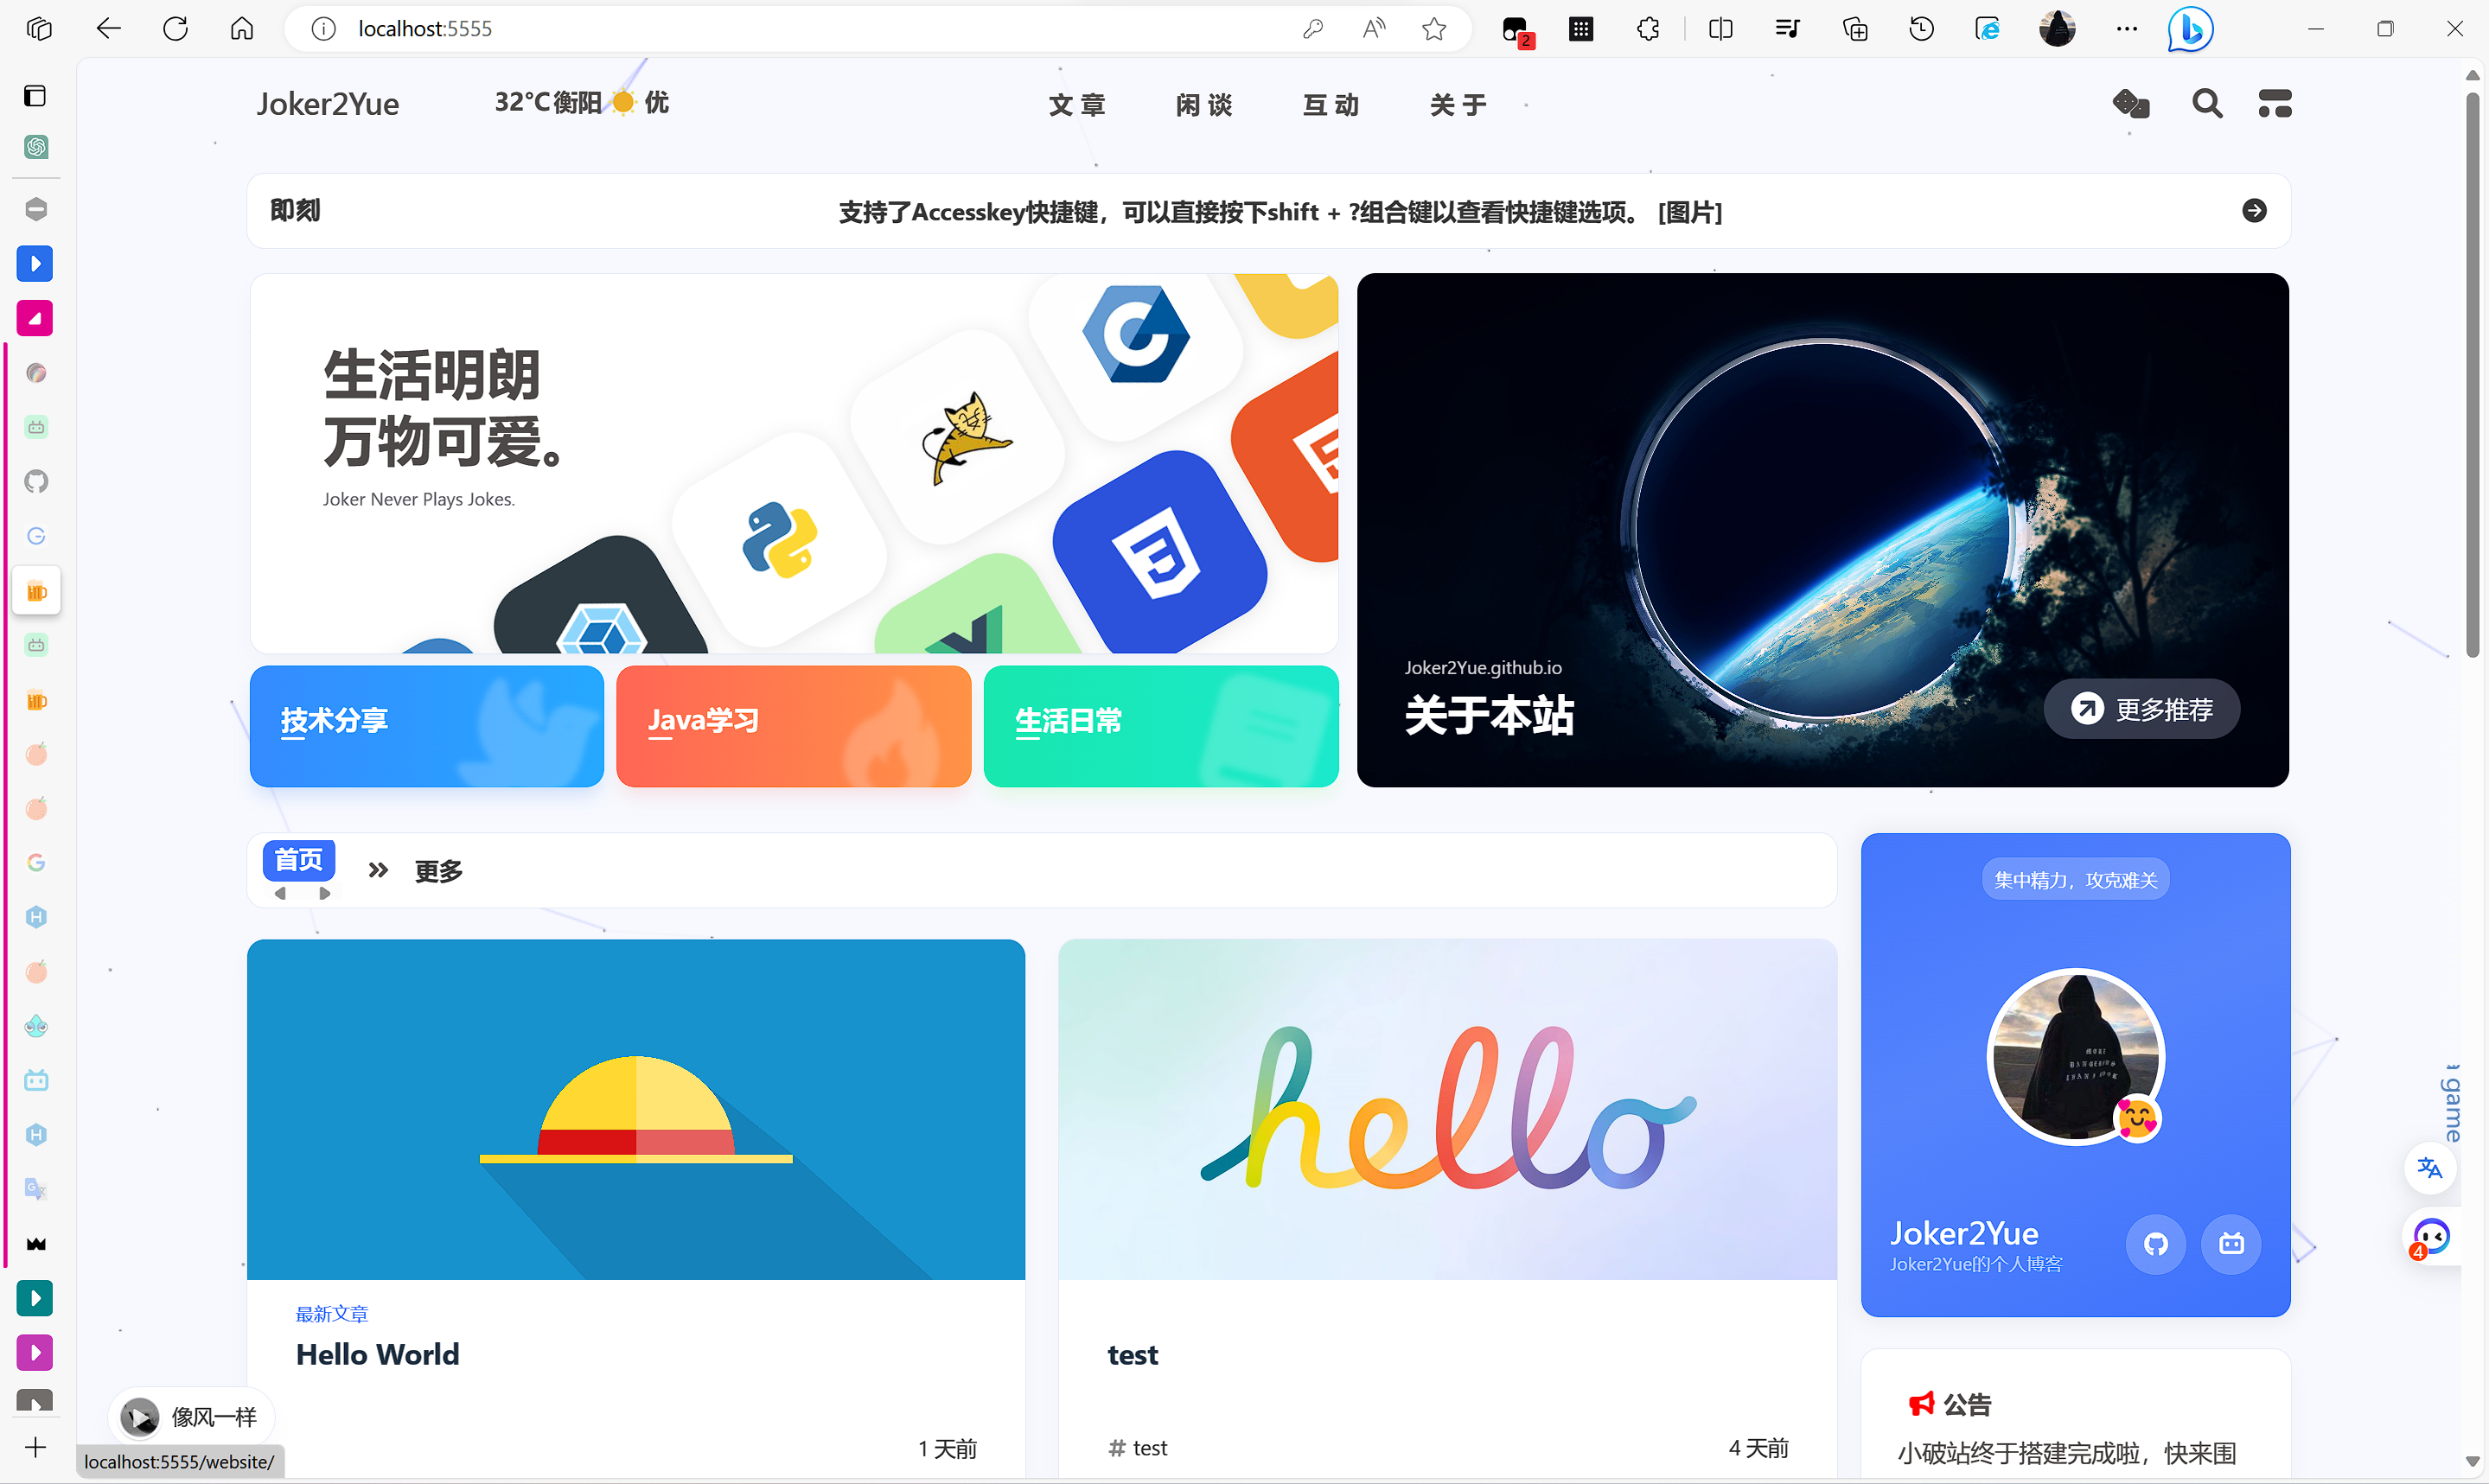 localhost:5555
2
Joker2Yue
32℃衡阳 优
文章
闲谈
互动
关于
即刻
支持了Accesskey快捷键，可以直接按下shift + ?组合键以查看快捷键选项。 [图片]
生活明朗
万物可爱。
Joker Never Plays Jokes.
Joker2Yue.github.io
关于本站
更多推荐
技术分享
Java学习
生活日常
首页
更多
集中精力，攻克难关
hello
Joker2Yue
Joker2Yue的个人博客
game
文A
4
最新文章
Hello World
1 天前
test
# test
4 天前
公告
小破站终于搭建完成啦，快来围
像风一样
localhost:5555/website/